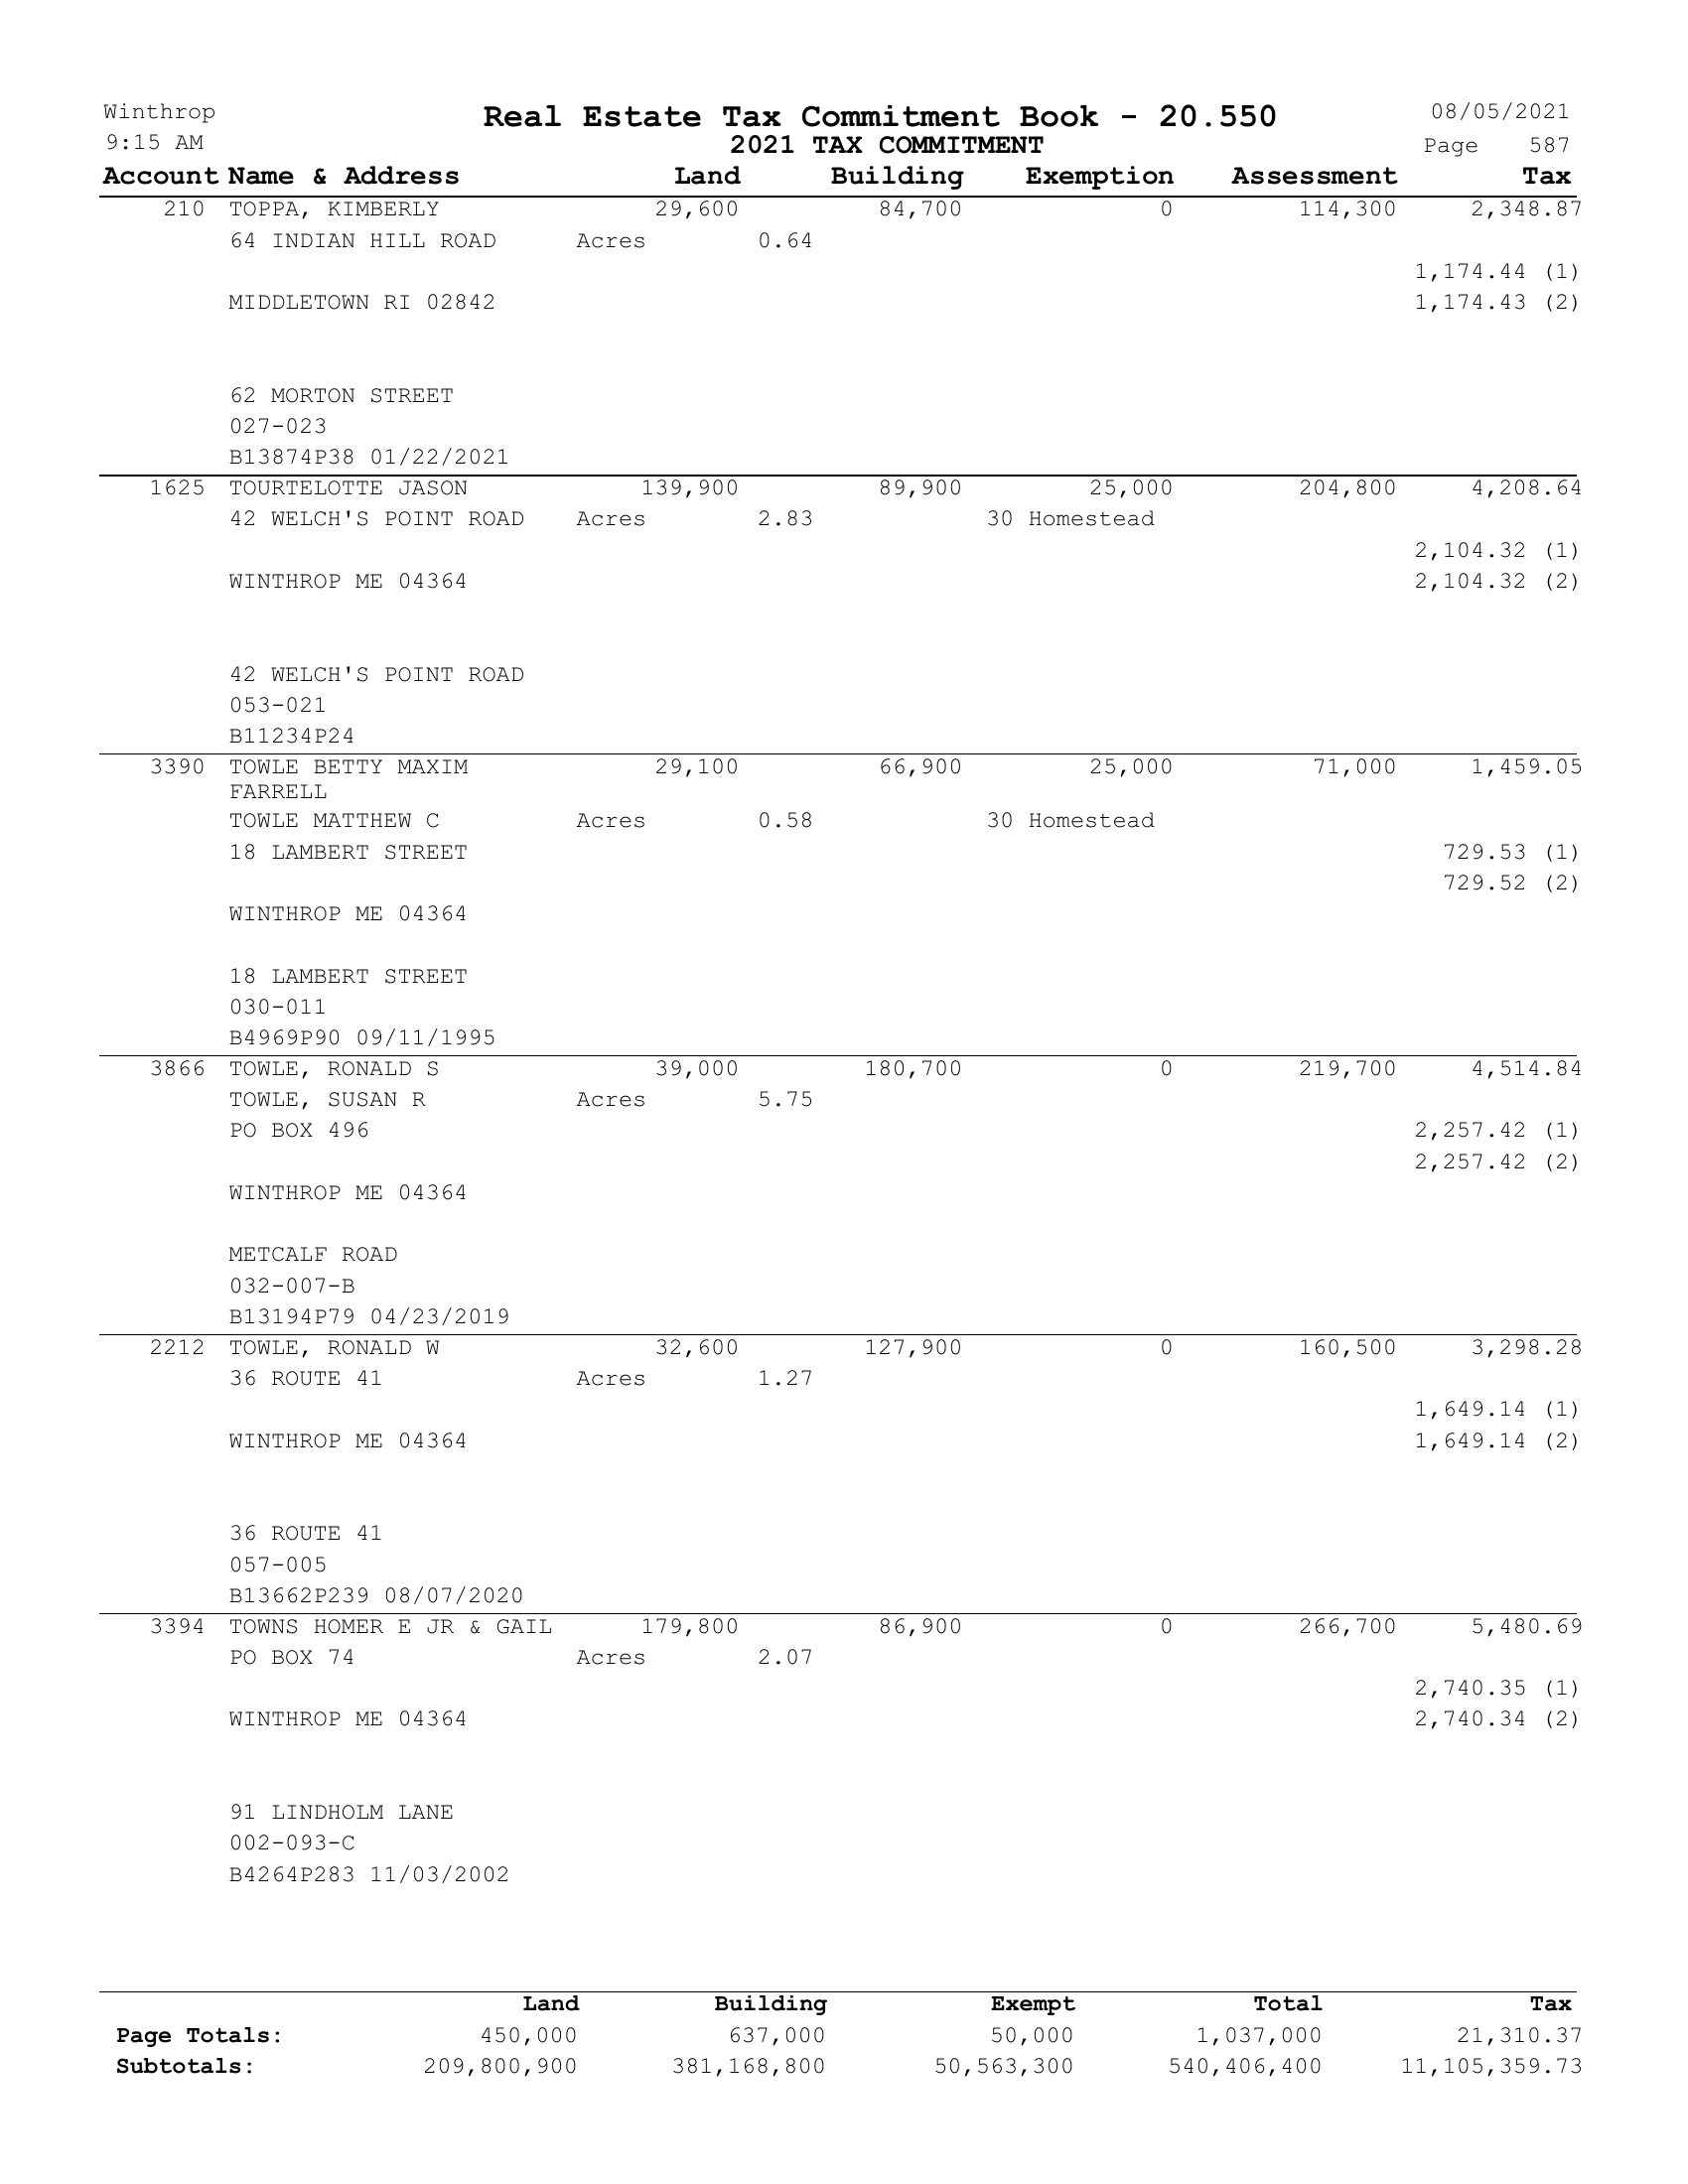 Winthrop Real Estate Tax Commitment Book - 20.550 08/05/2021
9:15 AM 2021 TAX COMMITMENT Page 587
Account Name & Address Land Building Exemption Assessment Tax
210 TOPPA, KIMBERLY 29,600 84,700 0 114,300 2,348.87
64 INDIAN HILL ROAD Acres 0.64
1,174.44 (1)
MIDDLETOWN RI 02842 1,174.43 (2)
62 MORTON STREET
027-023
B13874P38 01/22/2021
1625 TOURTELOTTE JASON 139,900 89,900 25,000 204,800 4,208.64
42 WELCH'S POINT ROAD Acres 2.83 30 Homestead
2,104.32 (1)
WINTHROP ME 04364 2,104.32 (2)
42 WELCH'S POINT ROAD
053-021
B11234P24
3390 TOWLE BETTY MAXIM 29,100 66,900 25,000 71,000 1,459.05
FARRELL
TOWLE MATTHEW C Acres 0.58 30 Homestead
18 LAMBERT STREET 729.53 (1)
729.52 (2)
WINTHROP ME 04364
18 LAMBERT STREET
030-011
B4969P90 09/11/1995
3866 TOWLE, RONALD S 39,000 180,700 0 219,700 4,514.84
TOWLE, SUSAN R Acres 5.75
PO BOX 496 2,257.42 (1)
2,257.42 (2)
WINTHROP ME 04364
METCALF ROAD
032-007-B
B13194P79 04/23/2019
2212 TOWLE, RONALD W 32,600 127,900 0 160,500 3,298.28
36 ROUTE 41 Acres 1.27
1,649.14 (1)
WINTHROP ME 04364 1,649.14 (2)
36 ROUTE 41
057-005
B13662P239 08/07/2020
3394 TOWNS HOMER E JR & GAIL 179,800 86,900 0 266,700 5,480.69
PO BOX 74 Acres 2.07
2,740.35 (1)
WINTHROP ME 04364 2,740.34 (2)
91 LINDHOLM LANE
002-093-C
B4264P283 11/03/2002
Land Building Exempt Total Tax
Page Totals: 450,000 637,000 50,000 1,037,000 21,310.37
Subtotals: 209,800,900 381,168,800 50,563,300 540,406,400 11,105,359.73